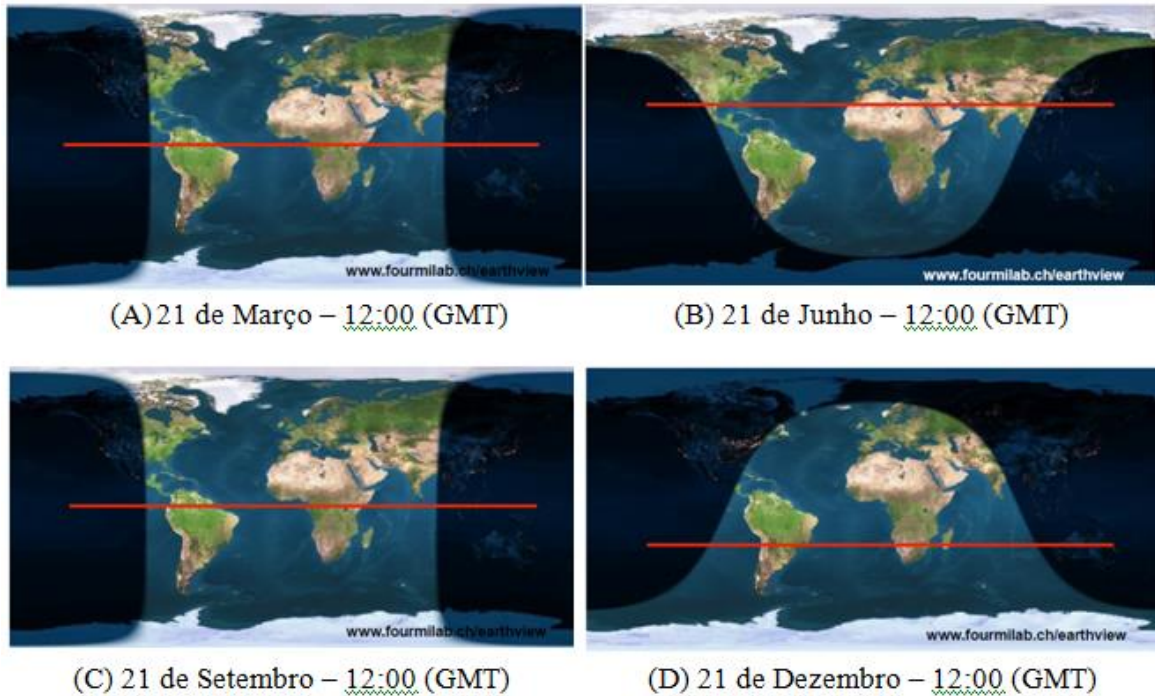 www.fourmilab.ch/earthview
www.fourmilab.ch/earthview
(A) 21 de Março – 12:00 (GMT)
(B) 21 de Junho – 12:00 (GMT)
www.fourmilab.ch/earthview
www.fourmilab.ch/earthview
(C) 21 de Setembro – 12:00 (GMT)
(D) 21 de Dezembro – 12:00 (GMT)